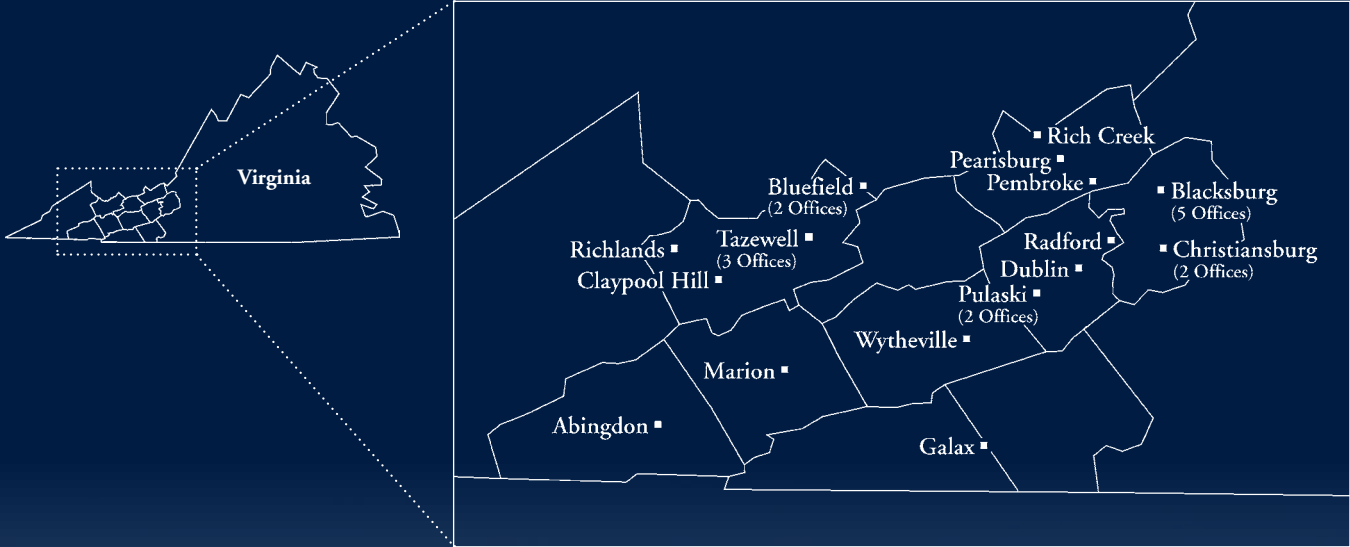 Virginia
Rich Creek
Pearisburg
Pembroke
Bluefield
(2 Offices)
Blacksburg
(5 Offices)
Richlands
Tazewell
(3 Offices)
Radford
Christiansburg
(2 Offices)
Claypool Hill
Dublin
Pulaski
(2 Offices)
Wytheville
Marion
Abingdon
Galax